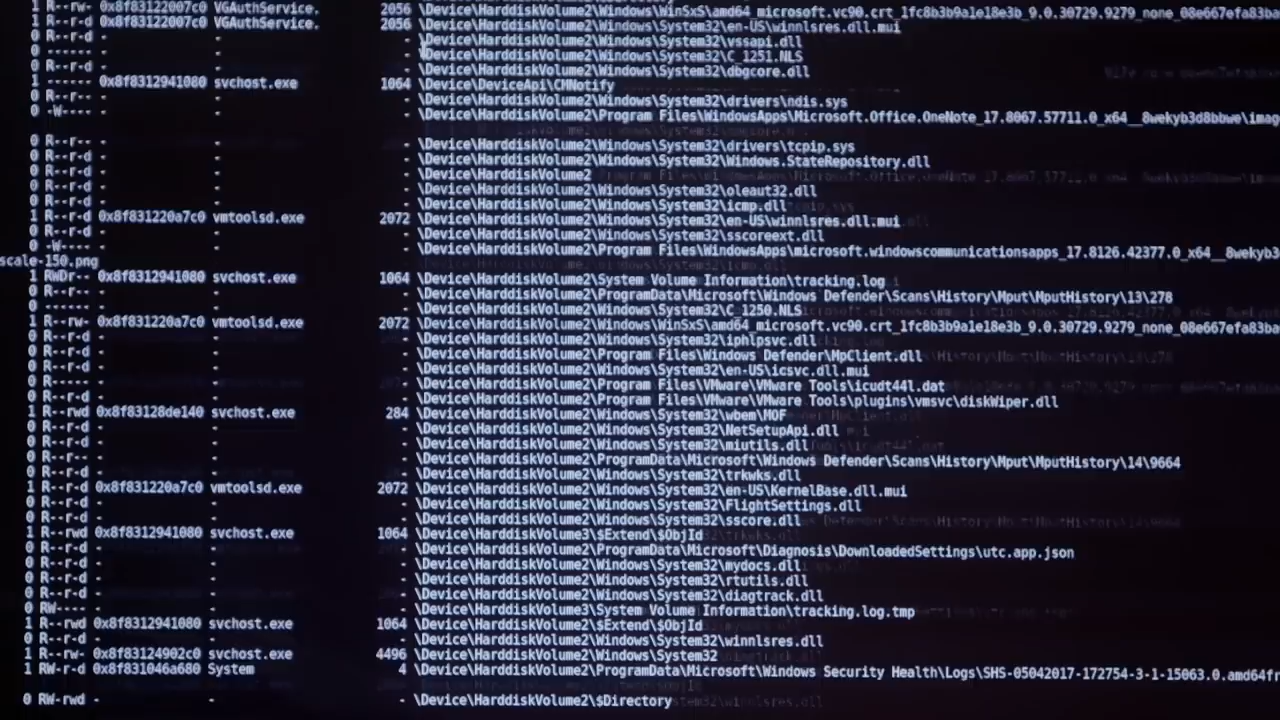 1 R--rw- 0x8f83122007c0 VGAuthService. 2056 \Device\HarddiskVolume2\Windows\WinSxS\amd64_microsoft.vc90.crt_1fc8b3b9a1e18e3b_9.0.30729.9279_none_08e667efa83ba
1 R--r-d 0x8f83122007c0 VGAuthService. 2056 \Device\HarddiskVolume2\Windows\System32\en-US\winnlsres.dll.mui
0 R--r-d - - - \Device\HarddiskVolume2\Windows\System32\vssapi.dll
0 - - - \Device\HarddiskVolume2\Windows\System32\C_1251.NLS
0 R--r-d - - - \Device\HarddiskVolume2\Windows\System32\dbgcore.dll
1 ------ 0x8f8312941080 svchost.exe 1064 \Device\DeviceApi\CMNotify
0 R--r-- - - - \Device\HarddiskVolume2\Windows\System32\drivers\ndis.sys
0 -W---- - - - \Device\HarddiskVolume2\Program Files\WindowsApps\Microsoft.Office.OneNote_17.8067.57711.0_x64__8wekyb3d8bbwe\imag
0 R--r-- - - - \Device\HarddiskVolume2\Windows\System32\drivers\tcpip.sys
0 R--r-d - - - \Device\HarddiskVolume2\Windows\System32\Windows.StateRepository.dll
0 R--r-d - - - \Device\HarddiskVolume2
0 R--r-d - - - \Device\HarddiskVolume2\Windows\System32\oleaut32.dll
0 R--r-d - - - \Device\HarddiskVolume2\Windows\System32\icmp.dll
1 R--r-d 0x8f831220a7c0 vmtoolsd.exe 2072 \Device\HarddiskVolume2\Windows\System32\en-US\winnlsres.dll.mui
0 R--r-d - - - \Device\HarddiskVolume2\Windows\System32\sscoreext.dll
0 -W---- - - - \Device\HarddiskVolume2\Program Files\WindowsApps\microsoft.windowscommunicationsapps_17.8126.42377.0_x64__8wekyb3
scale-150.png
1 RWDr-- 0x8f8312941080 svchost.exe 1064 \Device\HarddiskVolume2\System Volume Information\tracking.log
0 R--r-- - - - \Device\HarddiskVolume2\ProgramData\Microsoft\Windows Defender\Scans\History\Mput\MputHistory\13\278
0 ------ - - - \Device\HarddiskVolume2\Windows\System32\C_1250.NLS
1 R--rw- 0x8f831220a7c0 vmtoolsd.exe 2072 \Device\HarddiskVolume2\Windows\WinSxS\amd64_microsoft.vc90.crt_1fc8b3b9a1e18e3b_9.0.30729.9279_none_08e667efa83ba
0 R--r-d - - - \Device\HarddiskVolume2\Windows\System32\iphlpsvc.dll
0 R--r-d - - - \Device\HarddiskVolume2\Program Files\Windows Defender\MpClient.dll
0 R--r-d - - - \Device\HarddiskVolume2\Windows\System32\en-US\icsvc.dll.mui
0 R----- - - - \Device\HarddiskVolume2\Program Files\VMware\VMware Tools\icudt44l.dat
0 R--r-d - - - \Device\HarddiskVolume2\Program Files\VMware\VMware Tools\plugins\vmsvc\diskWiper.dll
1 R--rwd 0x8f83128de140 svchost.exe 284 \Device\HarddiskVolume2\Windows\System32\wbem\MOF
0 R--r-d - - - \Device\HarddiskVolume2\Windows\System32\NetSetupApi.dll
0 R--r-d - - - \Device\HarddiskVolume2\Windows\System32\miutils.dll
0 R--r-- - - - \Device\HarddiskVolume2\ProgramData\Microsoft\Windows Defender\Scans\History\Mput\MputHistory\14\9664
0 R--r-d - - - \Device\HarddiskVolume2\Windows\System32\trkwks.dll
1 R--r-d 0x8f831220a7c0 vmtoolsd.exe 2072 \Device\HarddiskVolume2\Windows\System32\en-US\KernelBase.dll.mui
0 R--r-d - - - \Device\HarddiskVolume2\Windows\System32\FlightSettings.dll
0 R--r-d - - - \Device\HarddiskVolume2\Windows\System32\sscore.dll
1 R--rwd 0x8f8312941080 svchost.exe 1064 \Device\HarddiskVolume3\$Extend\$ObjId
0 R--r-d - - - \Device\HarddiskVolume2\ProgramData\Microsoft\Diagnosis\DownloadedSettings\utc.app.json
0 R--r-d - - - \Device\HarddiskVolume2\Windows\System32\mydocs.dll
0 R--r-d - - - \Device\HarddiskVolume2\Windows\System32\rtutils.dll
0 R--r-d - - - \Device\HarddiskVolume2\Windows\System32\diagtrack.dll
0 RW---- - - - \Device\HarddiskVolume3\System Volume Information\tracking.log.tmp
1 R--rwd 0x8f8312941080 svchost.exe 1064 \Device\HarddiskVolume2\$Extend\$ObjId
0 R--r-d - - - \Device\HarddiskVolume2\Windows\System32\winnlsres.dll
1 R--rw- 0x8f83124902c0 svchost.exe 4496 \Device\HarddiskVolume2\Windows\System32
1 RW-r-d 0x8f831046a680 System 4 \Device\HarddiskVolume2\ProgramData\Microsoft\Windows Security Health\Logs\SHS-05042017-172754-3-1-15063.0.amd64fr
0 RW-rwd - - - \Device\HarddiskVolume2\$Directory